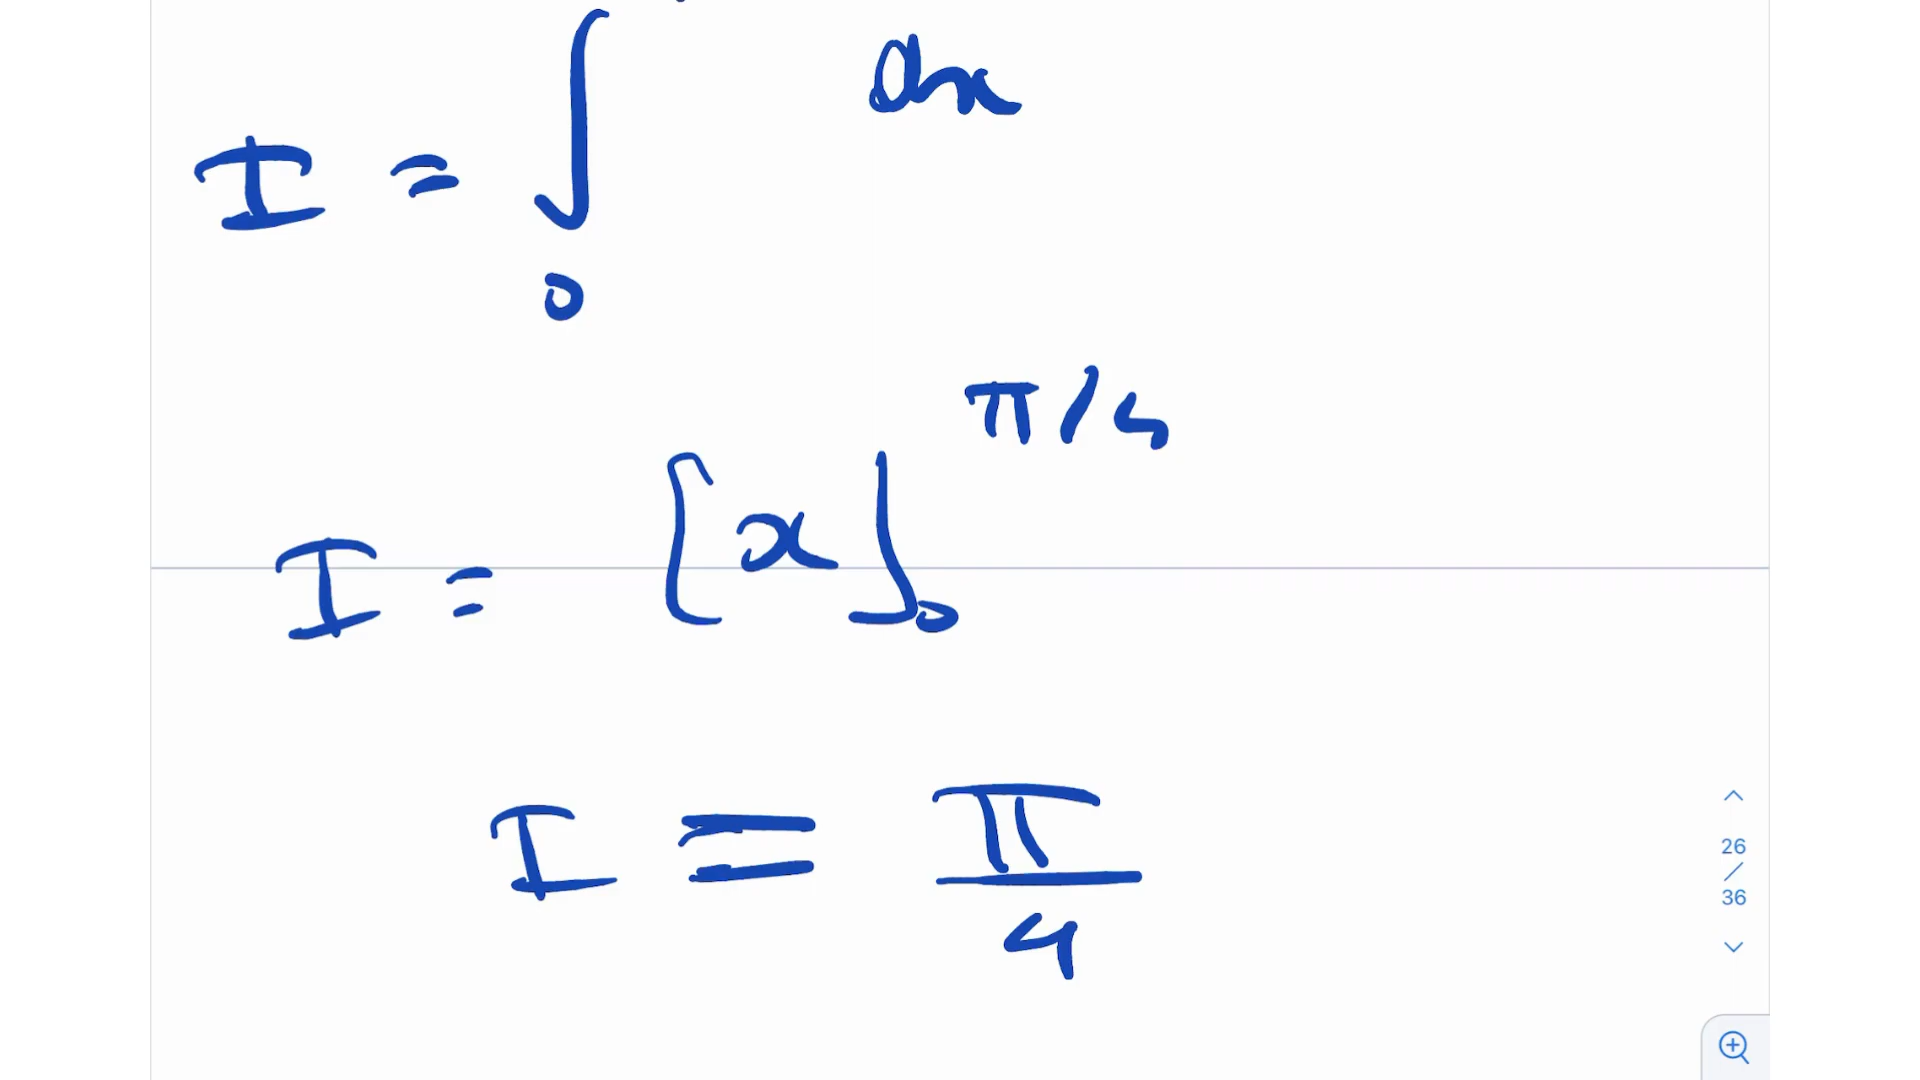 I = ∫₀ dx
I = [x]₀^π/4
I = π/4
26
/
36